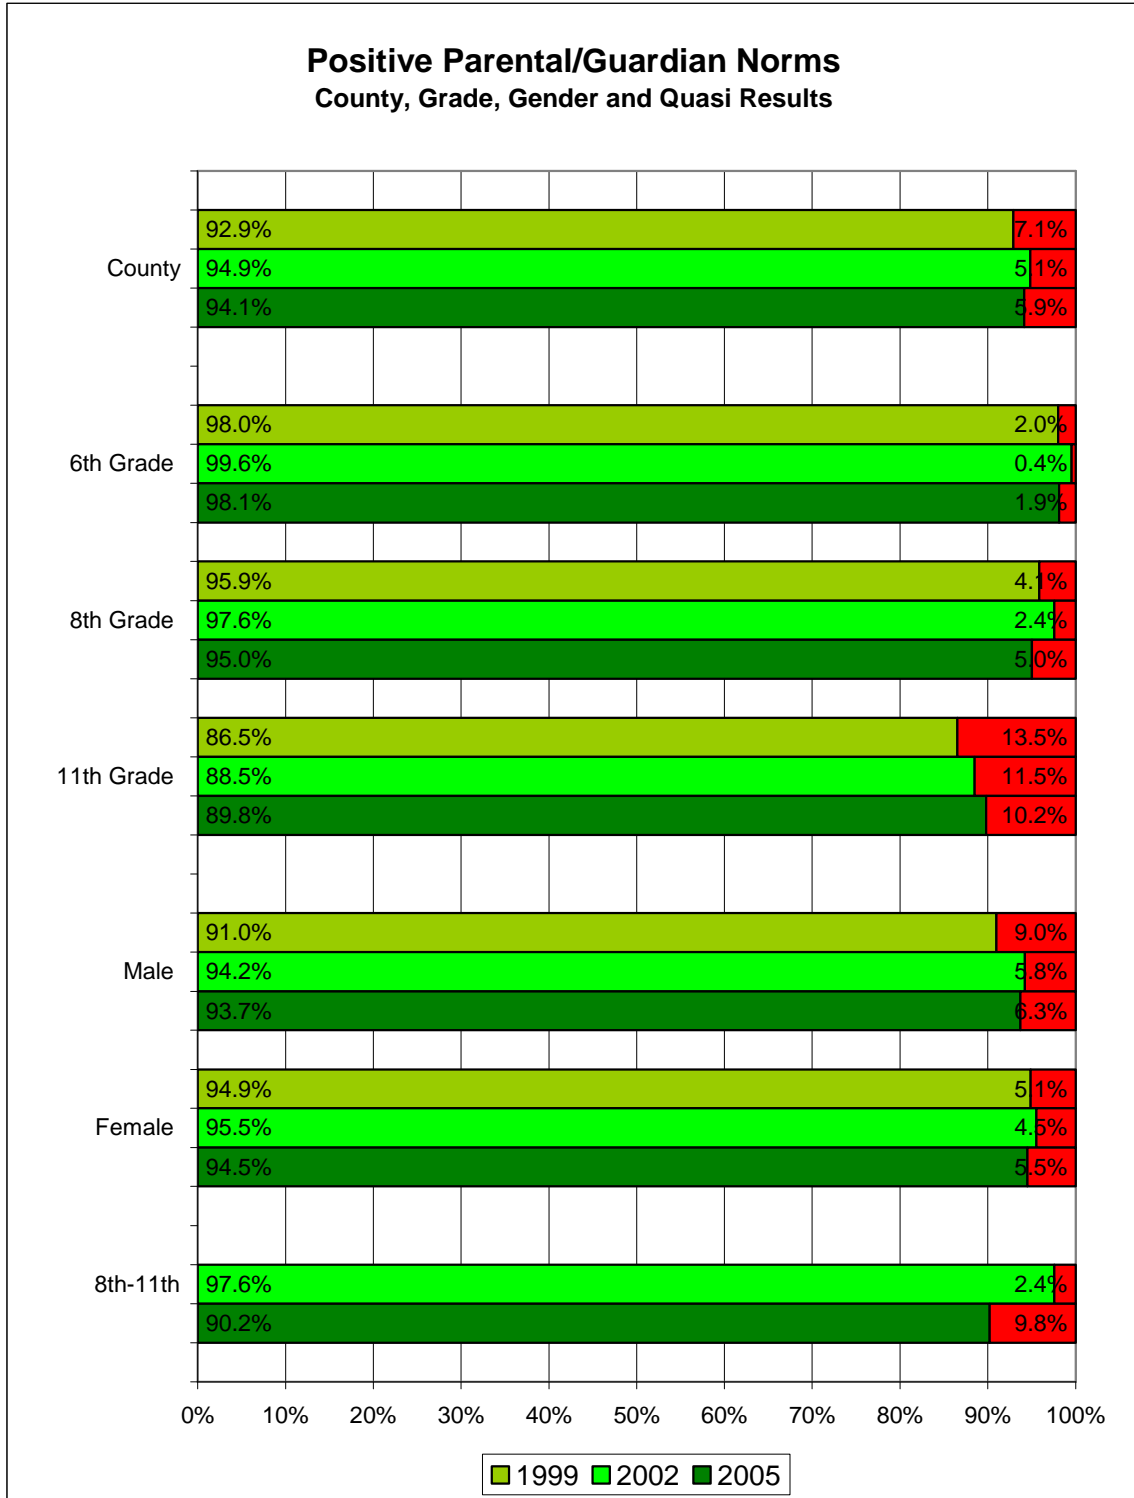 Positive Parental/Guardian Norms
County, Grade, Gender and Quasi Results
92.9% 7.1%
County 94.9% 5.1%
94.1% 5.9%
98.0% 2.0%
6th Grade 99.6% 0.4%
98.1% 1.9%
95.9% 4.1%
8th Grade 97.6% 2.4%
95.0% 5.0%
86.5% 13.5%
11th Grade 88.5% 11.5%
89.8% 10.2%
91.0% 9.0%
Male 94.2% 5.8%
93.7% 6.3%
94.9% 5.1%
Female 95.5% 4.5%
94.5% 5.5%
8th-11th 97.6% 2.4%
90.2% 9.8%
0% 10% 20% 30% 40% 50% 60% 70% 80% 90% 100%
1999 2002 2005